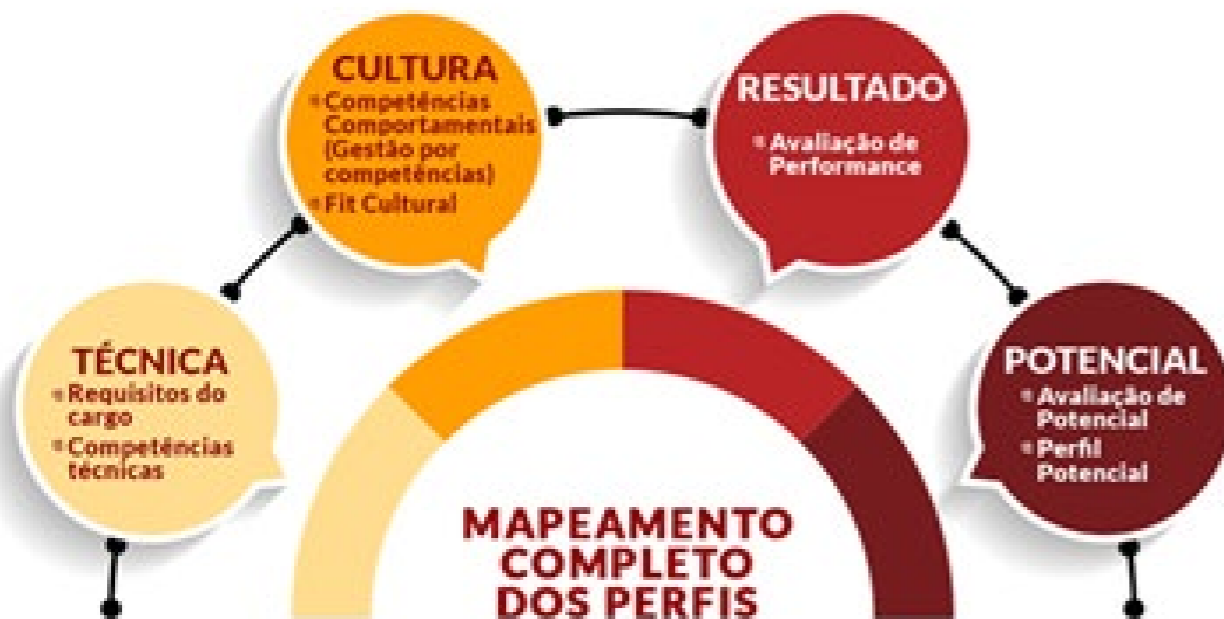 CULTURA
Competências
Comportamentais
(Gestão por
competências)
Fit Cultural
RESULTADO
Avaliação de
Performance
TÉCNICA
Requisitos do
cargo
Competências
técnicas
POTENCIAL
Avaliação de
Potencial
Perfil
Potencial
MAPEAMENTO
COMPLETO
DOS PERFIS